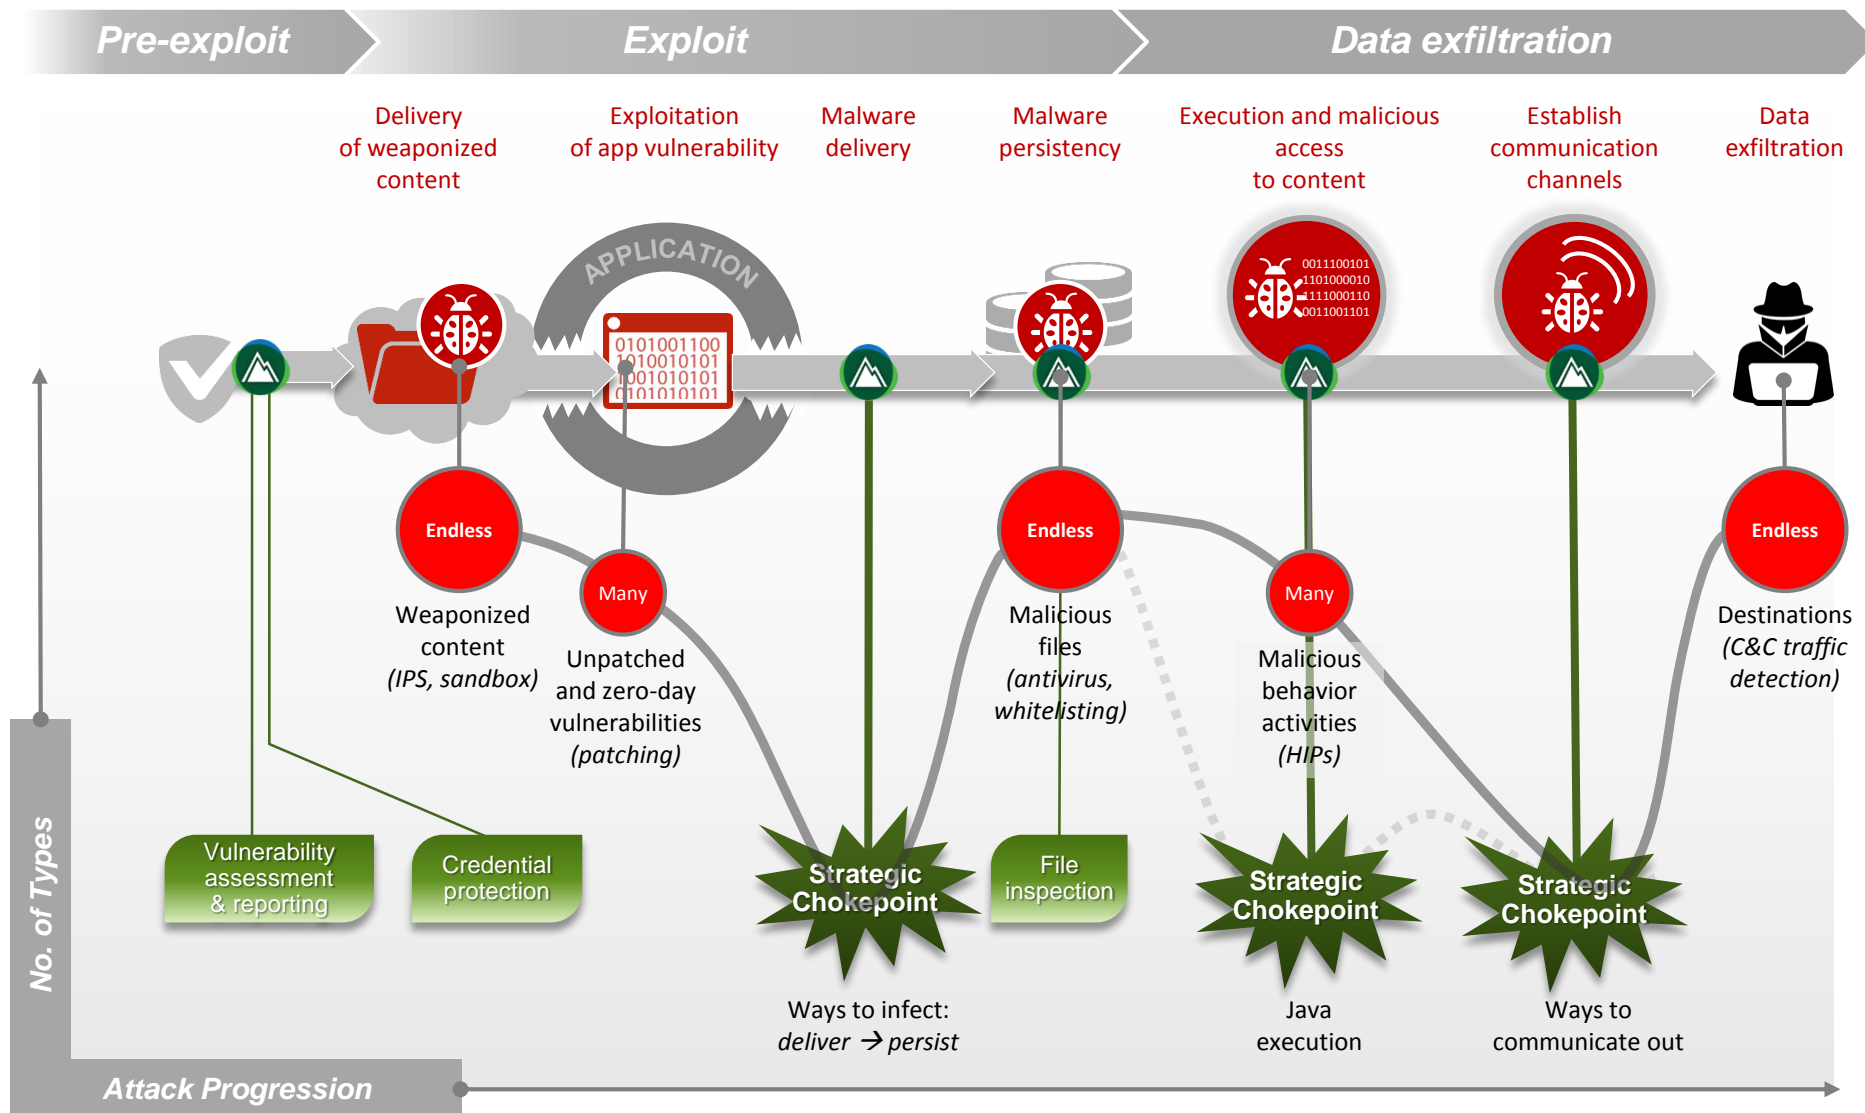 Pre-exploit
Exploit
Data exfiltration
Delivery
of weaponized
content
Exploitation
of app vulnerability
Malware
delivery
Malware
persistency
Execution and malicious
access
to content
Establish
communication
channels
Data
exfiltration
APPLICATION
0101001100
1010010101
1001010101
0101010101
0011100101
1101000010
1111000110
0011001101
Endless
Many
Endless
Many
Endless
Weaponized
content
(IPS, sandbox)
Unpatched
and zero-day
vulnerabilities
(patching)
Malicious
files
(antivirus,
whitelisting)
Malicious
behavior
activities
(HIPs)
Destinations
(C&C traffic
detection)
Vulnerability
assessment
& reporting
Credential
protection
Strategic
Chokepoint
File
inspection
Strategic
Chokepoint
Strategic
Chokepoint
Ways to infect:
deliver → persist
Java
execution
Ways to
communicate out
No. of Types
Attack Progression